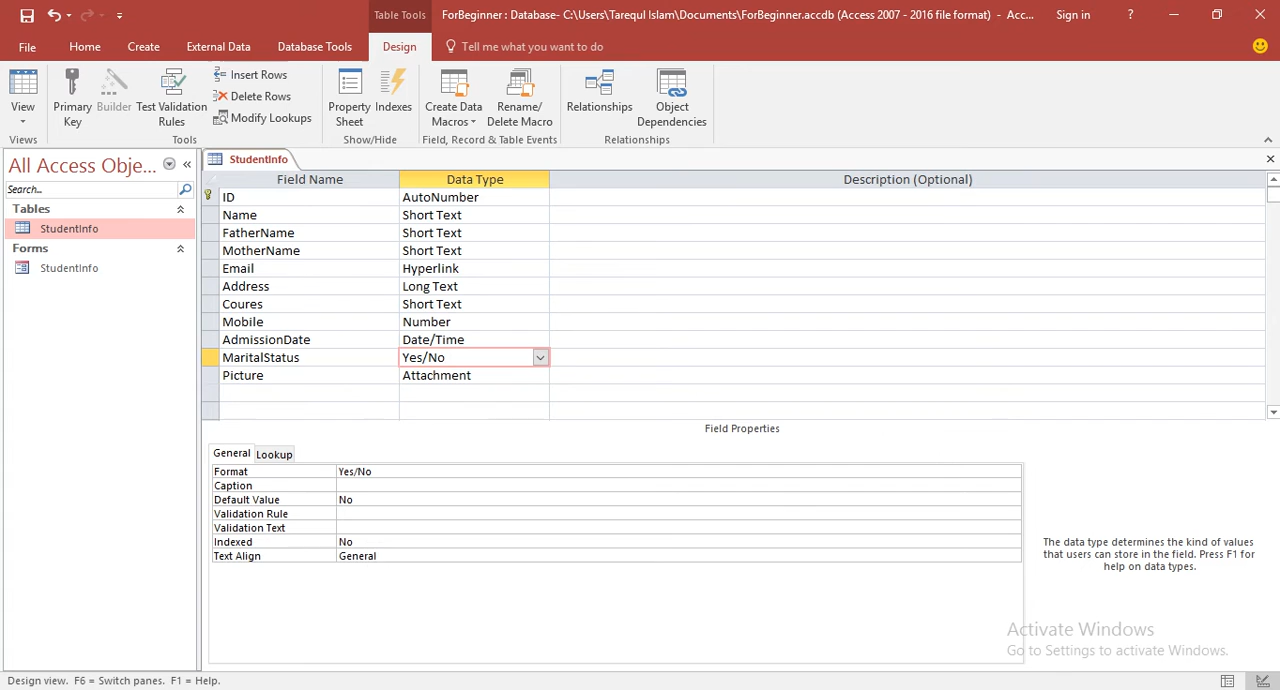 Table Tools
ForBeginner : Database- C:\Users\Tarequl Islam\Documents\ForBeginner.accdb (Access 2007 - 2016 file format) - Acc...
Sign in
?
File
Home
Create
External Data
Database Tools
Design
Tell me what you want to do
View
Primary Key
Builder
Test Validation Rules
Insert Rows
Delete Rows
Modify Lookups
Property Sheet
Indexes
Create Data Macros
Rename/ Delete Macro
Relationships
Object Dependencies
Views
Tools
Show/Hide
Field, Record & Table Events
Relationships
All Access Obje...
Search...
Tables
StudentInfo
Forms
StudentInfo
StudentInfo
Field Name Data Type Description (Optional)
ID AutoNumber
Name Short Text
FatherName Short Text
MotherName Short Text
Email Hyperlink
Address Long Text
Coures Short Text
Mobile Number
AdmissionDate Date/Time
MaritalStatus Yes/No
Picture Attachment
Field Properties
General Lookup
Format Yes/No
Caption
Default Value No
Validation Rule
Validation Text
Indexed No
Text Align General
The data type determines the kind of values
that users can store in the field. Press F1 for
help on data types.
Activate Windows
Go to Settings to activate Windows.
Design view. F6 = Switch panes. F1 = Help.